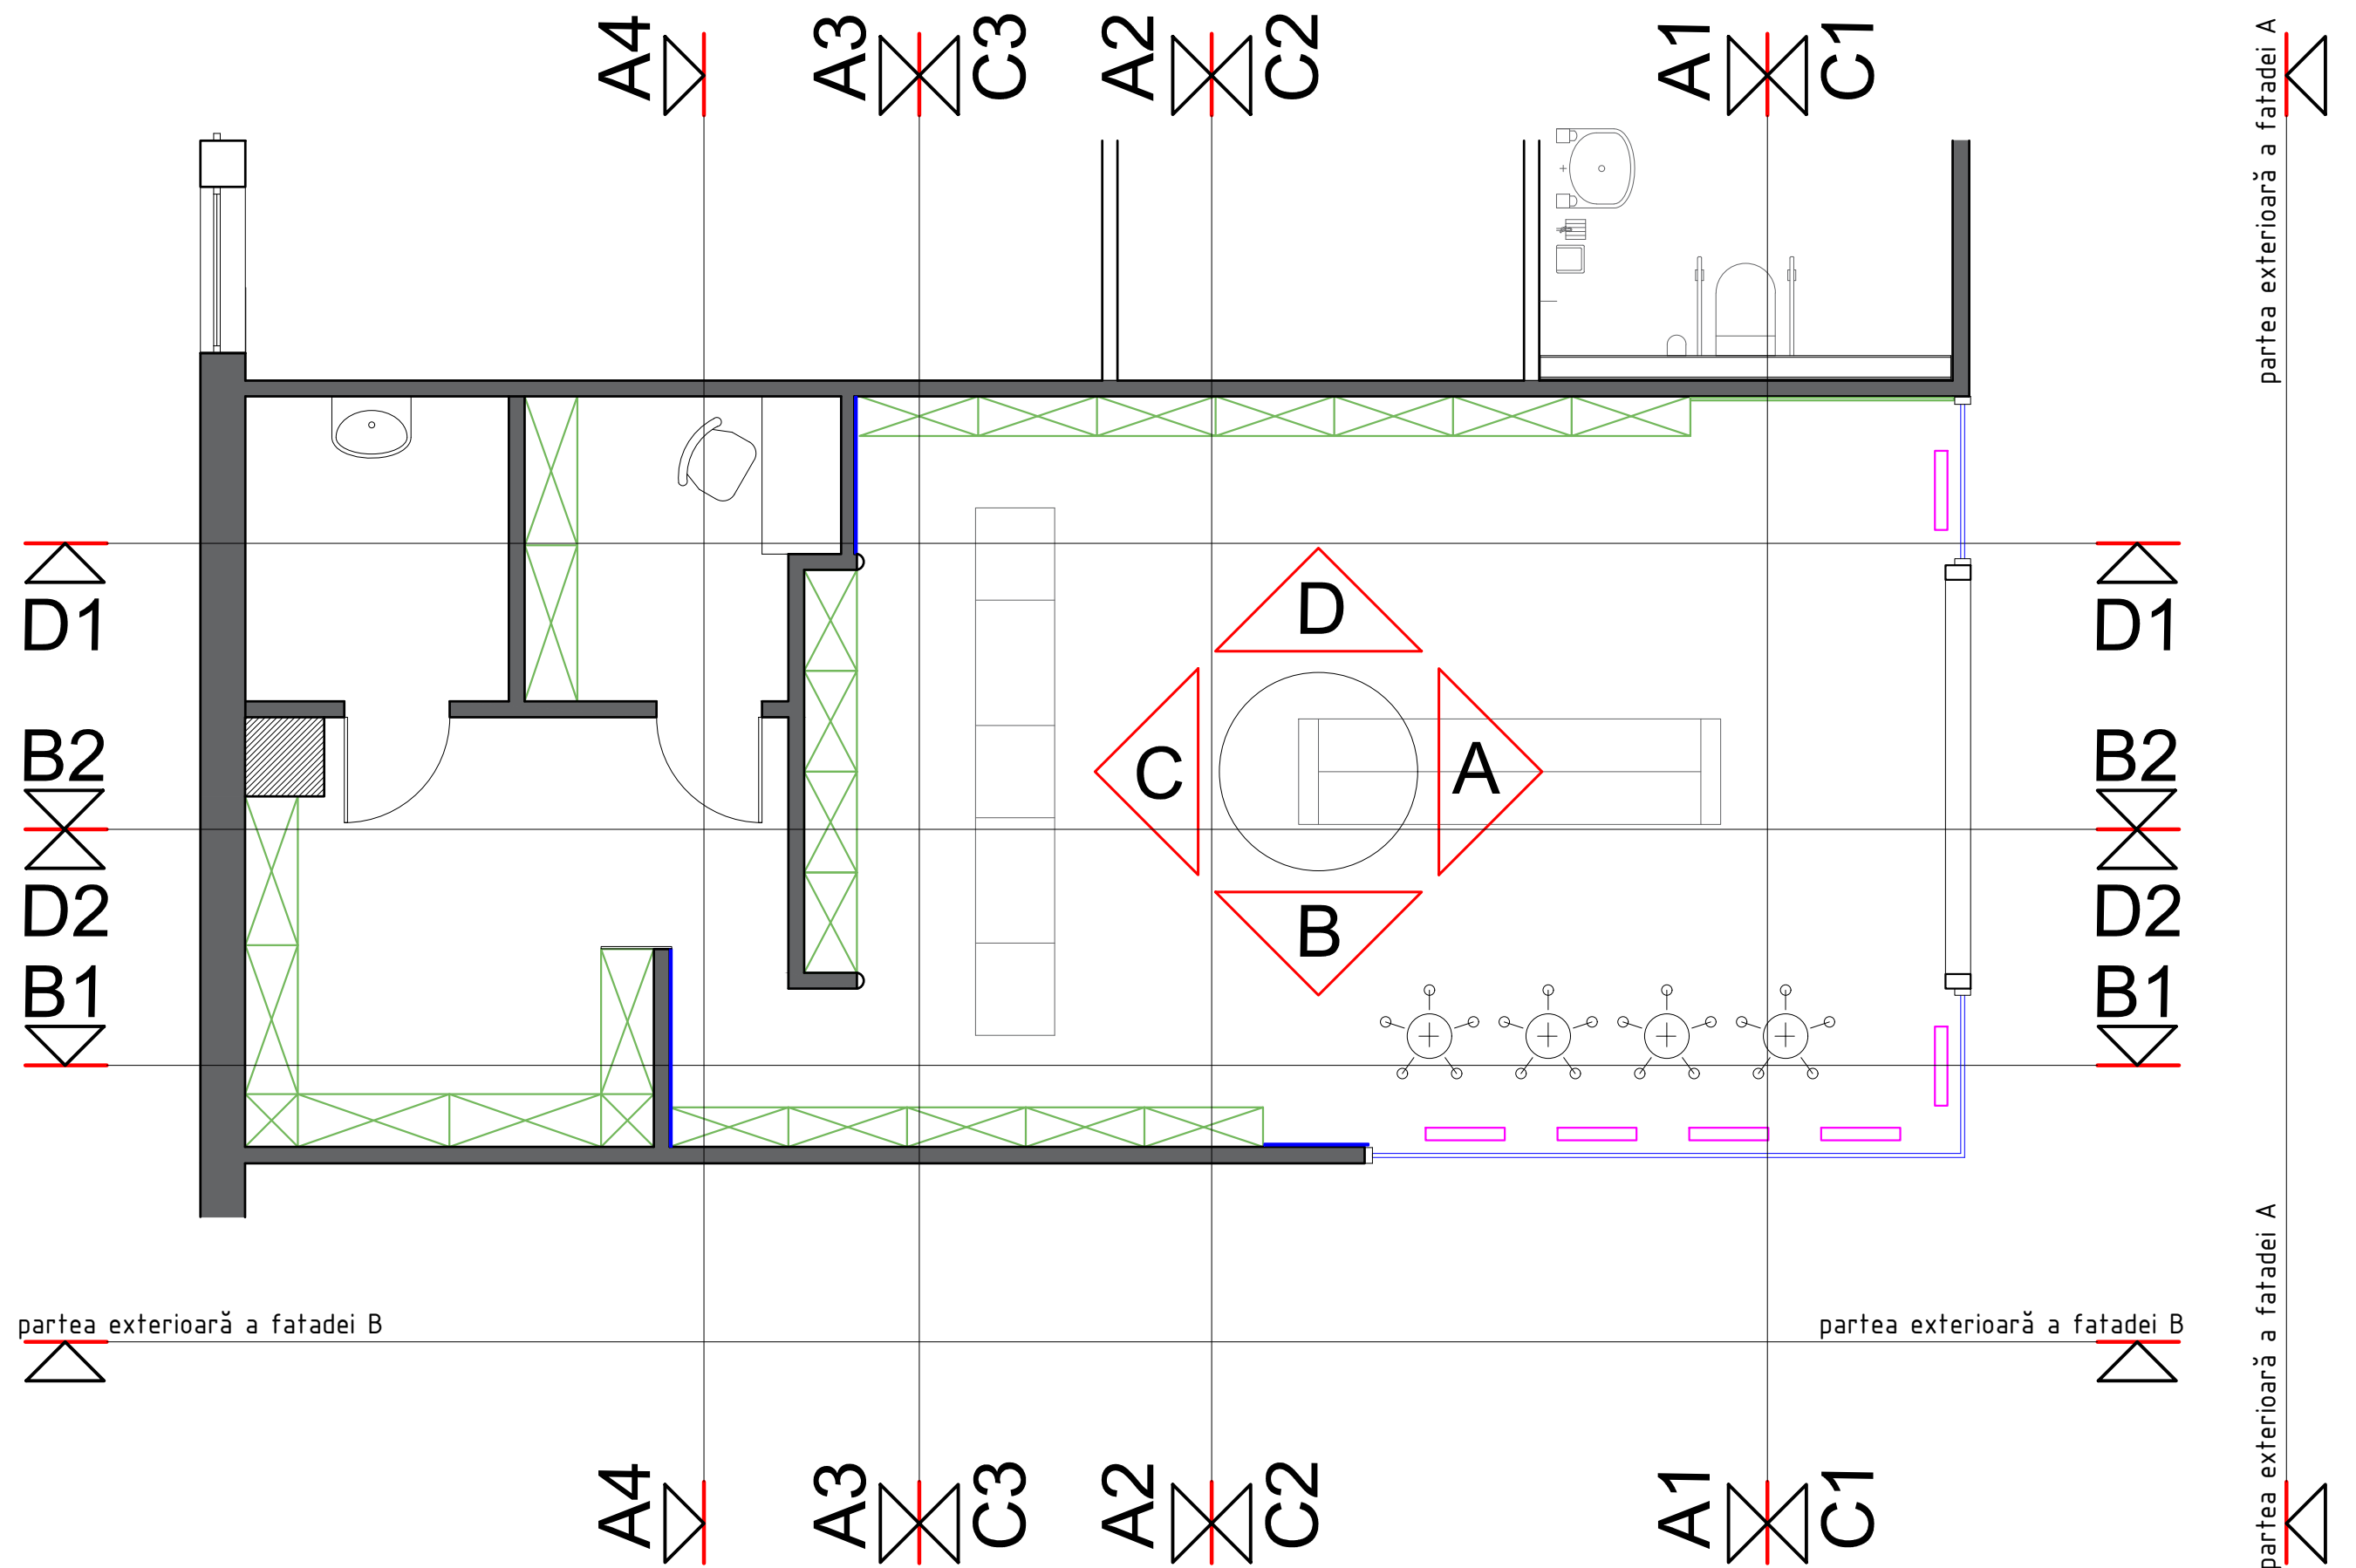 A4
A3
C3
A2
C2
A1
C1
partea exterioară a fatadei A
D1
D1
D
B2
B2
C
A
D2
D2
B
B1
B1
partea exterioară a fatadei A
partea exterioară a fatadei B
partea exterioară a fatadei B
A4
A3
C3
A2
C2
A1
C1